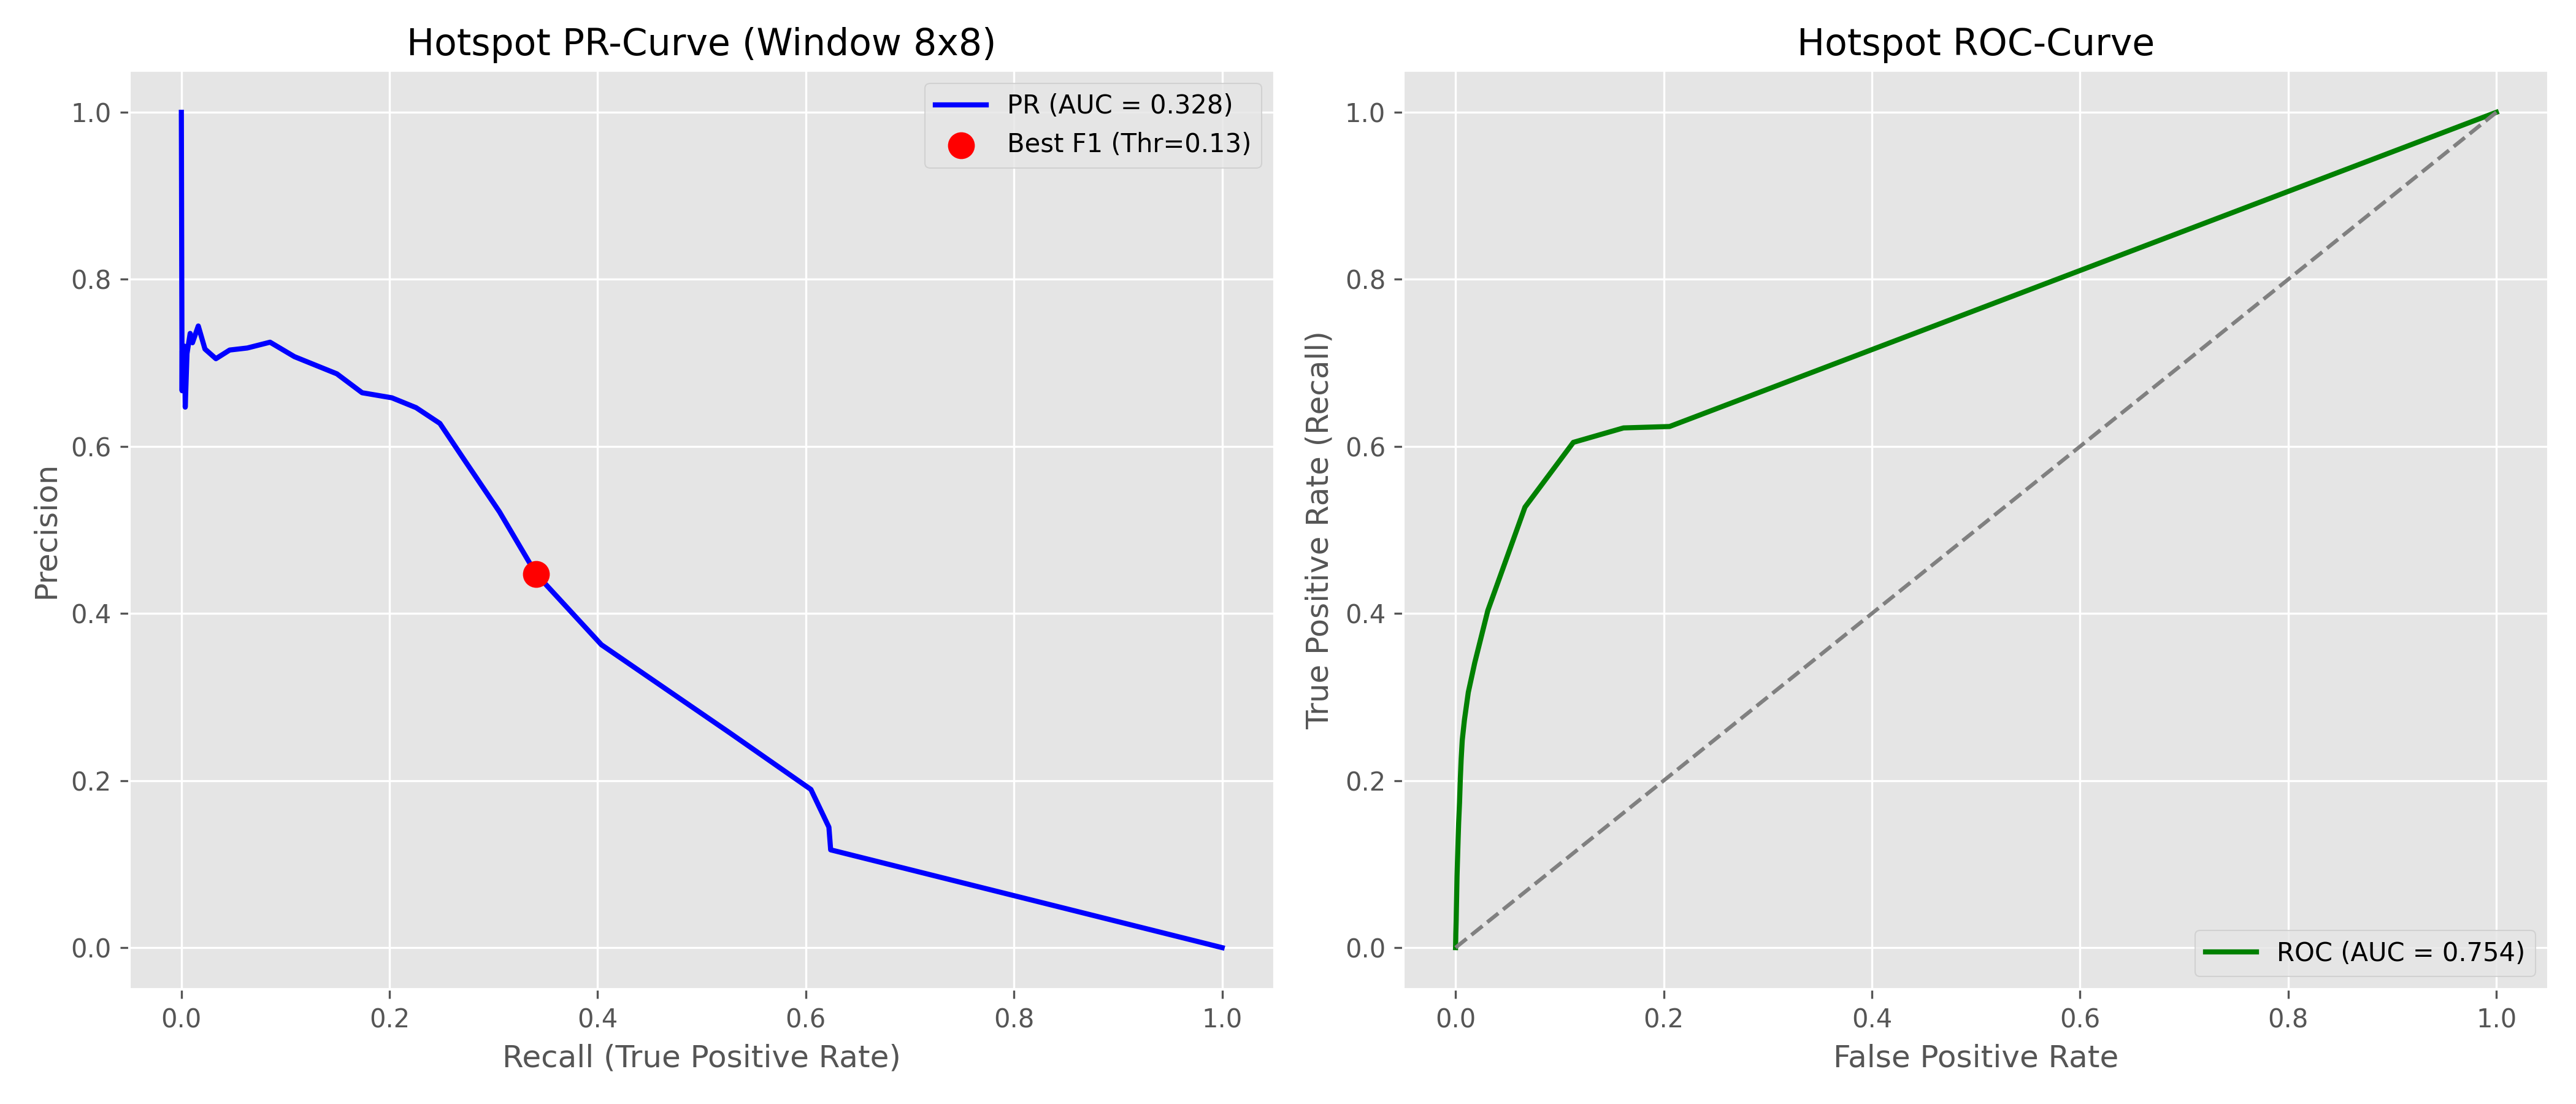 Hotspot PR-Curve (Window 8x8)
PR (AUC = 0.328)
Best F1 (Thr=0.13)
Precision
1.0
0.8
0.6
0.4
0.2
0.0
0.0 0.2 0.4 0.6 0.8 1.0
Recall (True Positive Rate)
Hotspot ROC-Curve
True Positive Rate (Recall)
1.0
0.8
0.6
0.4
0.2
0.0
ROC (AUC = 0.754)
0.0 0.2 0.4 0.6 0.8 1.0
False Positive Rate